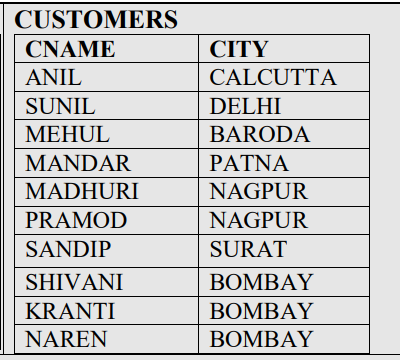 CUSTOMERS
CNAME CITY
ANIL CALCUTTA
SUNIL DELHI
MEHUL BARODA
MANDAR PATNA
MADHURI NAGPUR
PRAMOD NAGPUR
SANDIP SURAT
SHIVANI BOMBAY
KRANTI BOMBAY
NAREN BOMBAY